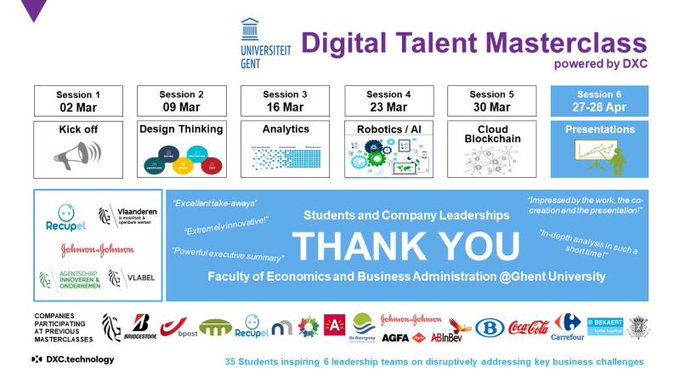 UNIVERSITEIT
GENT
Digital Talent Masterclass
powered by DXC
Session 1
02 Mar
Session 2
09 Mar
Session 3
16 Mar
Session 4
23 Mar
Session 5
30 Mar
Session 6
27-28 Apr
Kick off
Design Thinking
Analytics
Robotics / AI
Cloud
Blockchain
Presentations
Recupel
Vlaanderen
is mobiliteit &
openbare werken
Johnson&Johnson
AGENTSCHAP
INNOVEREN &
ONDERNEMEN
VLABEL
"Excellent take-aways"
"Extremely innovative!"
"Powerful executive summary"
"Impressed by the work, the co-
creation and the presentation!"
"In-depth analysis in such a
short time!"
Students and Company Leaderships
THANK YOU
Faculty of Economics and Business Administration @Ghent University
COMPANIES
PARTICIPATING
AT PREVIOUS
MASTERCLASSES
BRIDGESTONE
bpost
Recupel
De Watergroep
Johnson&Johnson
AGFA
ABInBev
B
Coca-Cola
Carrefour
BEKAERT
better together
DXC.technology
35 Students inspiring 6 leadership teams on disruptively addressing key business challenges